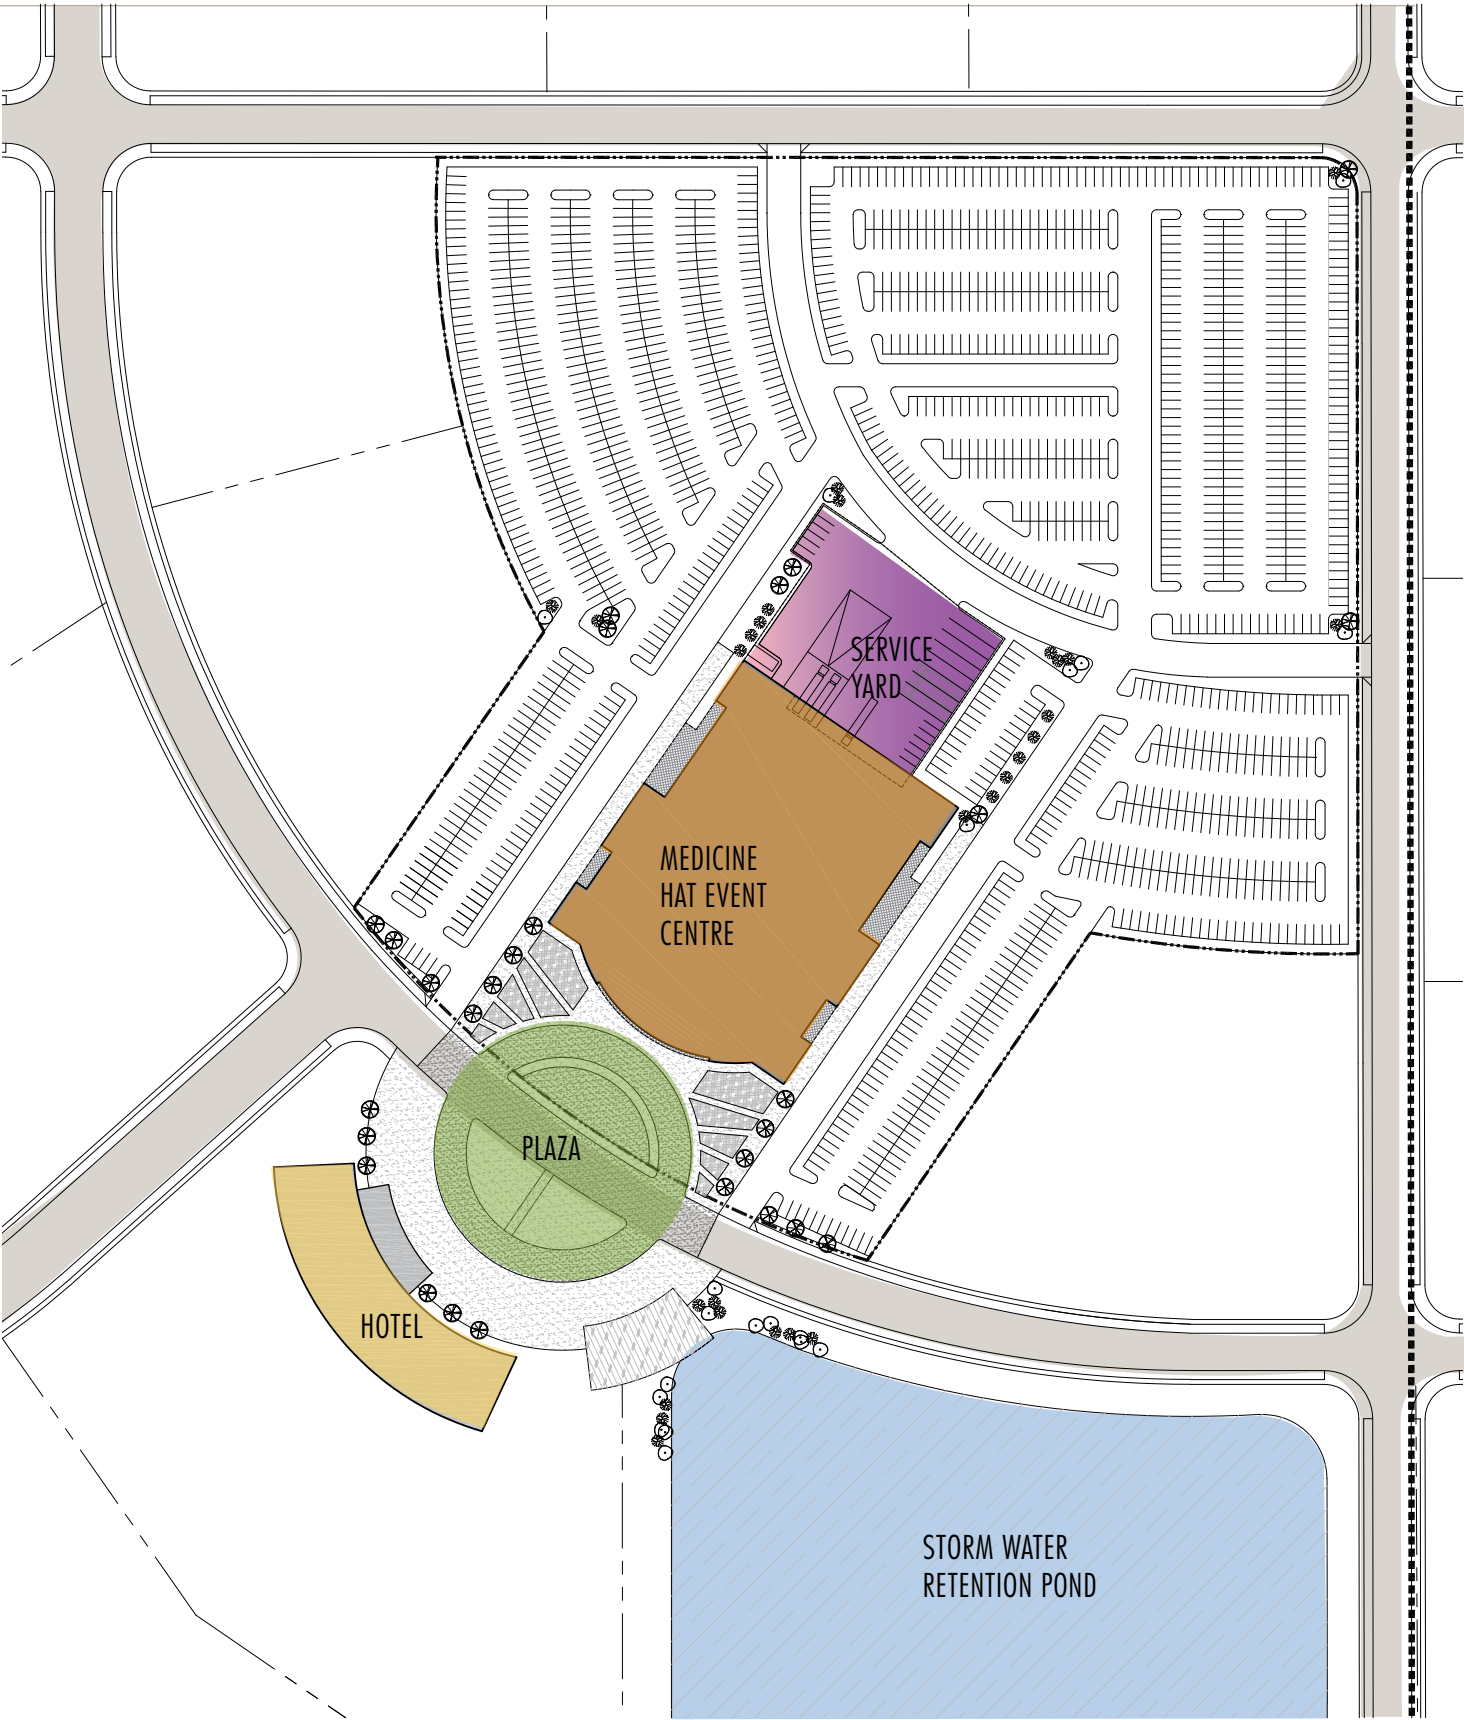 SERVICE
YARD
MEDICINE
HAT EVENT
CENTRE
PLAZA
HOTEL
STORM WATER
RETENTION POND